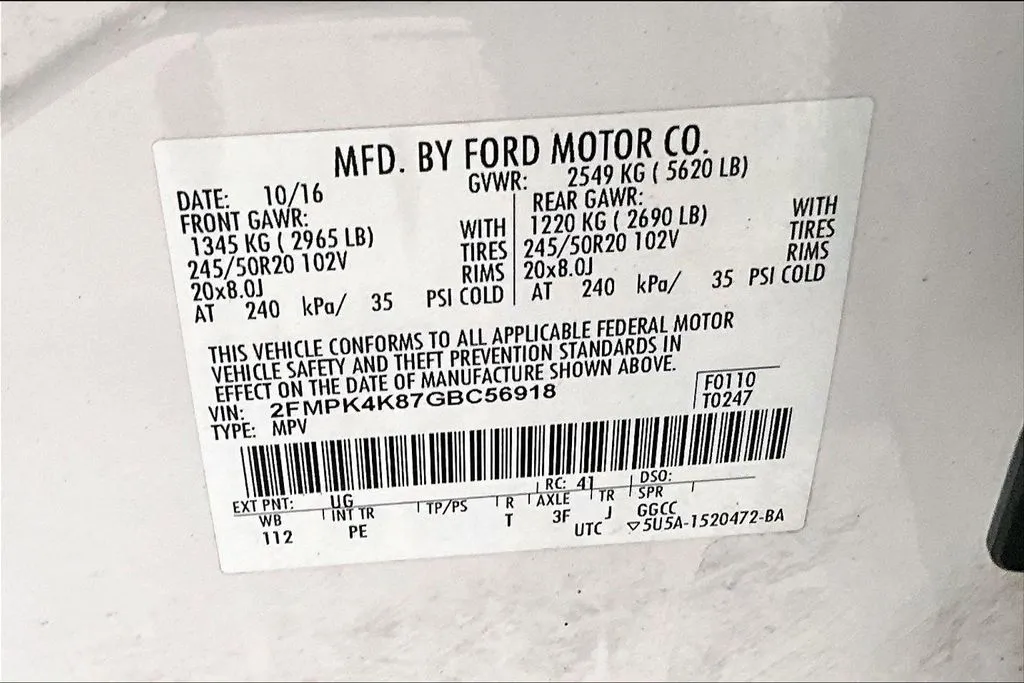 MFD. BY FORD MOTOR CO.
DATE: 10/16 GVWR: 2549 KG ( 5620 LB)
FRONT GAWR:
1345 KG ( 2965 LB) WITH
245/50R20 102V TIRES
20x8.0J RIMS
AT 240 kPa/ 35 PSI COLD
REAR GAWR:
1220 KG ( 2690 LB) WITH
245/50R20 102V TIRES
20x8.0J RIMS
AT 240 kPa/ 35 PSI COLD
THIS VEHICLE CONFORMS TO ALL APPLICABLE FEDERAL MOTOR
VEHICLE SAFETY AND THEFT PREVENTION STANDARDS IN
EFFECT ON THE DATE OF MANUFACTURE SHOWN ABOVE.
VIN: 2FMPK4K87GBC56918
TYPE: MPV
F0110
T0247
EXT PNT: UG RC: 41 DSO:
WB INT TR TP/PS R AXLE TR SPR
112 PE T 3F J GGCC
UTC ▽5U5A-1520472-BA